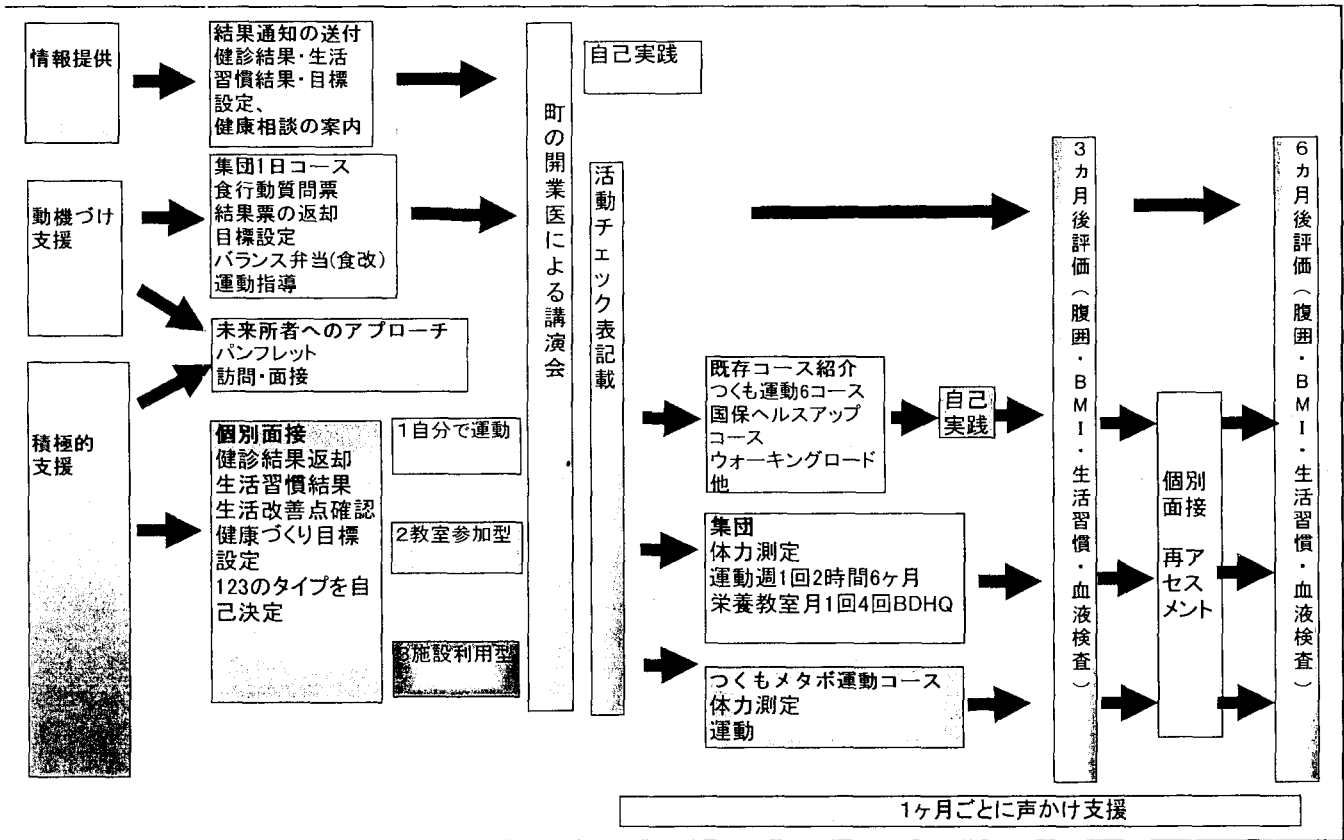 情報提供
結果通知の送付
健診結果・生活
習慣結果・目標
設定、
健康相談の案内
自己実践
動機づけ
支援
集団1日コース
食行動質問票
結果票の返却
目標設定
バランス弁当(食改)
運動指導
未来所者へのアプローチ
パンフレット
訪問・面接
積極的
支援
個別面接
健診結果返却
生活習慣結果
生活改善点確認
健康づくり目標
設定
123のタイプを自
己決定
1自分で運動
2教室参加型
3施設利用型
町の開業医による講演会
活動チェック表記載
既存コース紹介
つくも運動6コース
国保ヘルスアップ
コース
ウォーキングロード
他
自己
実践
集団
体力測定
運動週1回2時間6ヶ月
栄養教室月1回4回BDHQ
つくもメタボ運動コース
体力測定
運動
3カ月後評価(腹囲・BMI・生活習慣・血液検査)
個別
面接
再ア
セス
メント
6カ月後評価(腹囲・BMI・生活習慣・血液検査)
1ヶ月ごとに声かけ支援